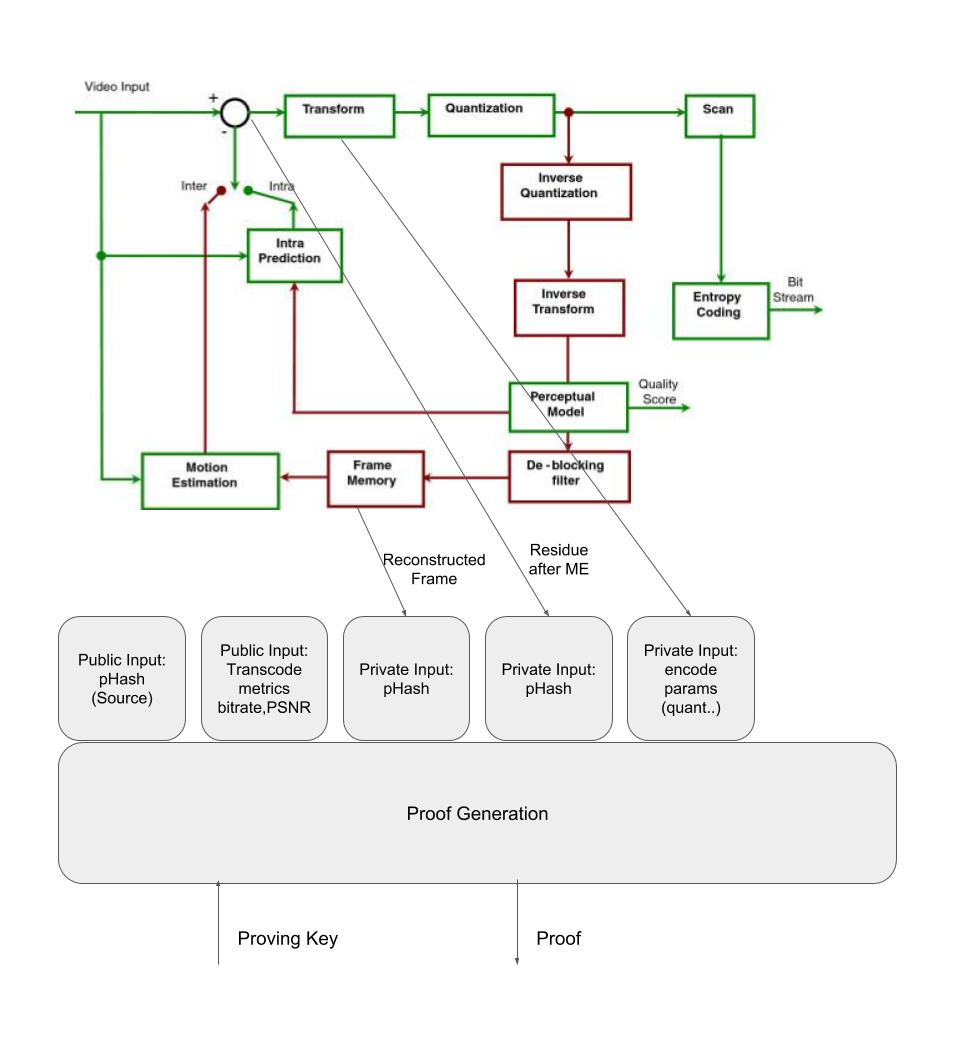 Video Input
+
-
Transform
Quantization
Scan
Inter
Intra
Inverse
Quantization
Intra
Prediction
Inverse
Transform
Entropy
Coding
Bit
Stream
Perceptual
Model
Quality
Score
Motion
Estimation
Frame
Memory
De - blocking
filter
Reconstructed
Frame
Residue
after ME
Public Input:
pHash
(Source)
Public Input:
Transcode
metrics
bitrate,PSNR
Private Input:
pHash
Private Input:
pHash
Private Input:
encode
params
(quant..)
Proof Generation
Proving Key
Proof